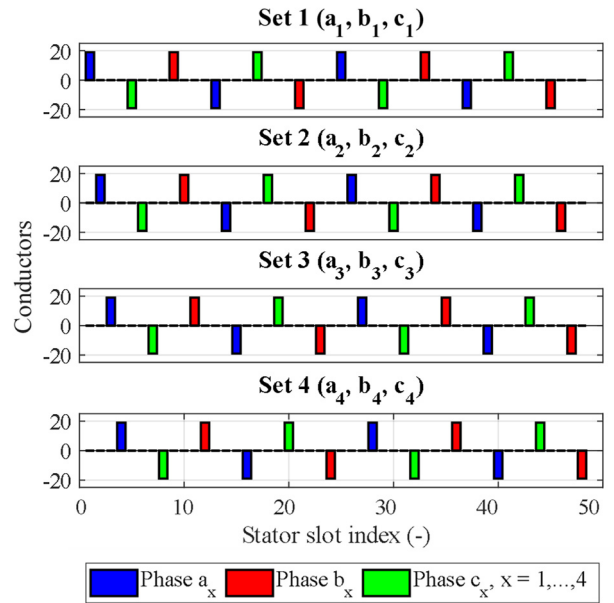 Set 1 (a₁, b₁, c₁)
20
0
-20
Set 2 (a₂, b₂, c₂)
20
0
-20
Set 3 (a₃, b₃, c₃)
20
0
-20
Set 4 (a₄, b₄, c₄)
20
0
-20
Conductors
0 10 20 30 40 50
Stator slot index (-)
Phase aₓ Phase bₓ Phase cₓ, x = 1,...,4